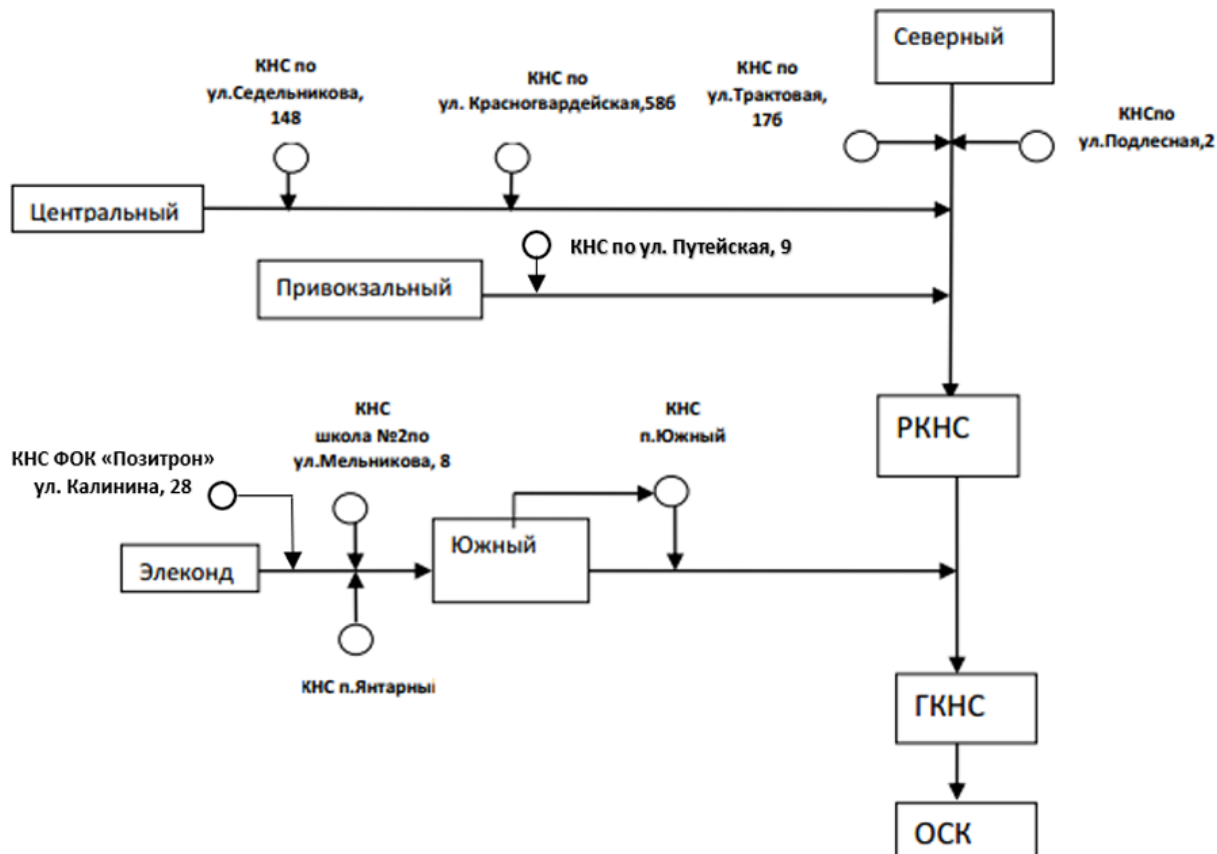 Северный
КНС по
ул.Седельникова,
148
КНС по
ул. Красногвардейская,58б
КНС по
ул.Трактовая,
17б
КНСпо
ул.Подлесная,2
Центральный
КНС по ул. Путейская, 9
Привокзальный
РКНС
КНС
школа №2по
ул.Мельникова, 8
КНС
п.Южный
КНС ФОК «Позитрон»
ул. Калинина, 28
Южный
Элеконд
КНС п.Янтарный
ГКНС
ОСК